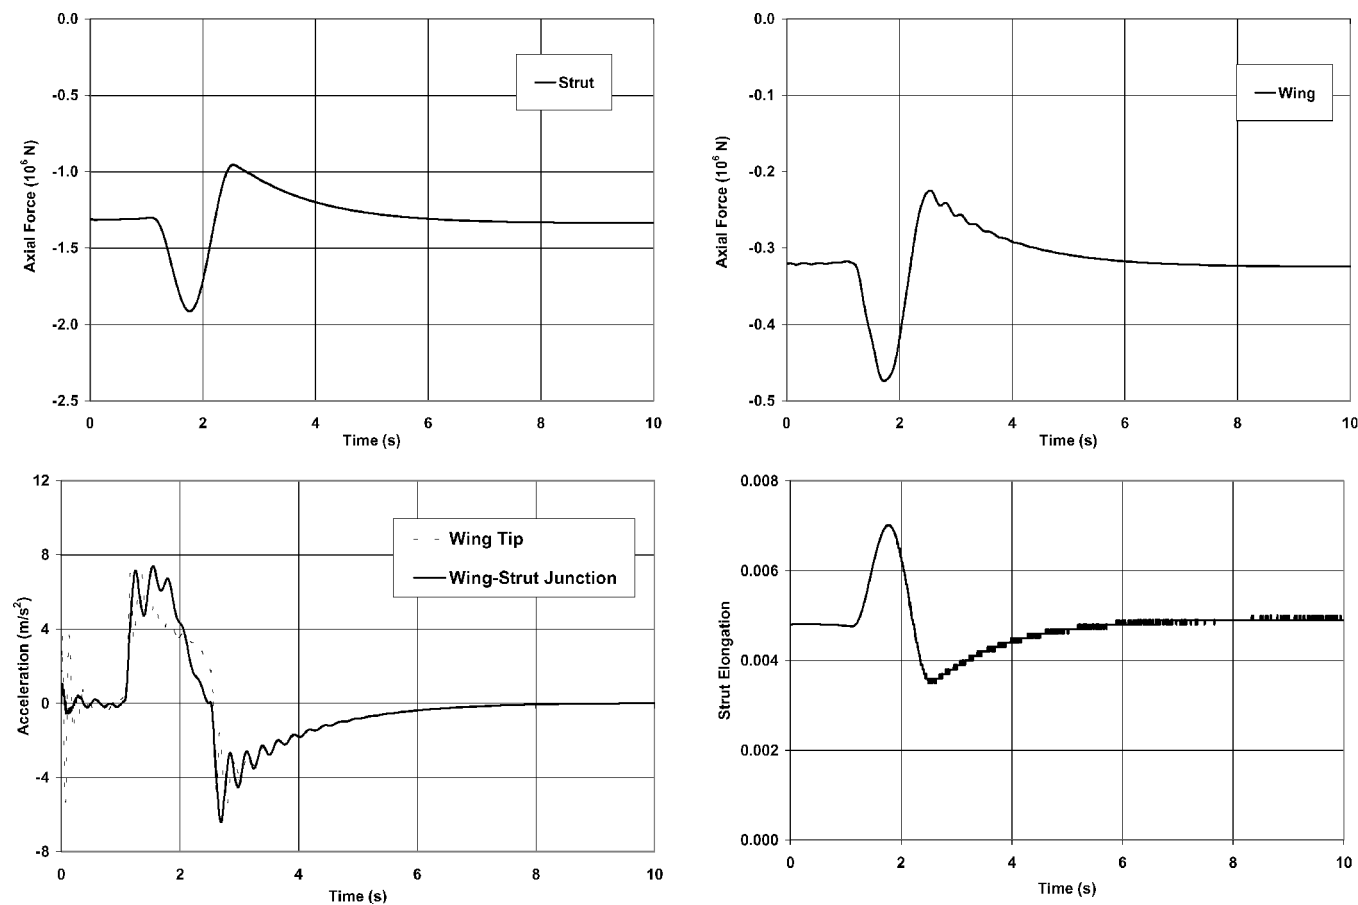 0.0
-0.5
-1.0
-1.5
-2.0
-2.5
Axial Force (10⁶ N)
Strut
0 2 4 6 8 10
Time (s)
0.0
-0.1
-0.2
-0.3
-0.4
-0.5
Axial Force (10⁶ N)
Wing
0 2 4 6 8 10
Time (s)
12
8
4
0
-4
-8
Acceleration (m/s²)
Wing Tip
Wing-Strut Junction
0 2 4 6 8 10
Time (s)
0.008
0.006
0.004
0.002
0.000
Strut Elongation
0 2 4 6 8 10
Time (s)